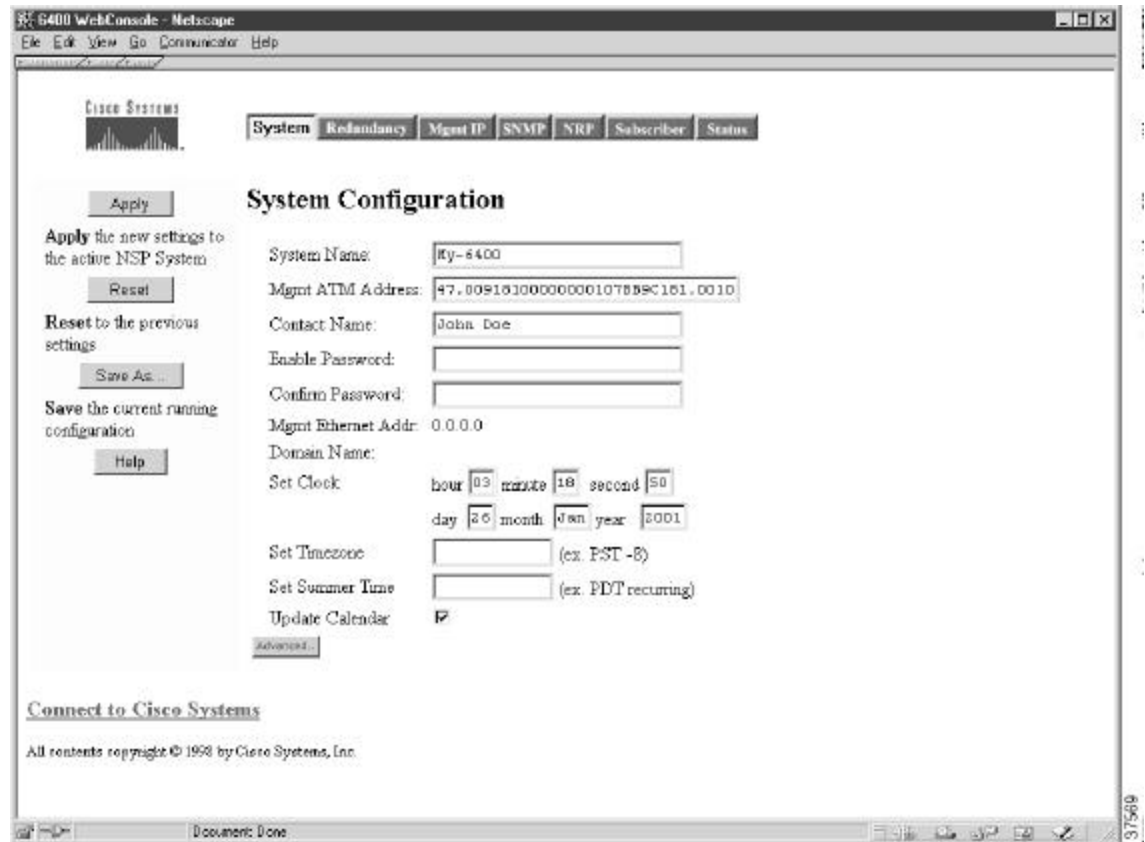 6400 WebConsole - Netscape
File Edit View Go Communicator Help
CISCO SYSTEMS
System Redundancy Mgmt IP SNMP NRP Subscriber Status
System Configuration
Apply
Apply the new settings to
the active NSP System
Reset
Reset to the previous
settings
Save As...
Save the current running
configuration
Help
System Name:
My-6400
Mgmt ATM Address:
Contact Name: John Doe
Enable Password:
Confirm Password:
Mgmt Ethernet Addr: 0.0.0.0
Domain Name:
Set Clock hour 03 minute 18 second 50
day 26 month Jan year 2001
Set Timezone (ex. PST -8)
Set Summer Time (ex. PDT recurring)
Update Calendar
Advanced...
Connect to Cisco Systems
All contents copyright © 1998 by Cisco Systems, Inc.
Document: Done
37569